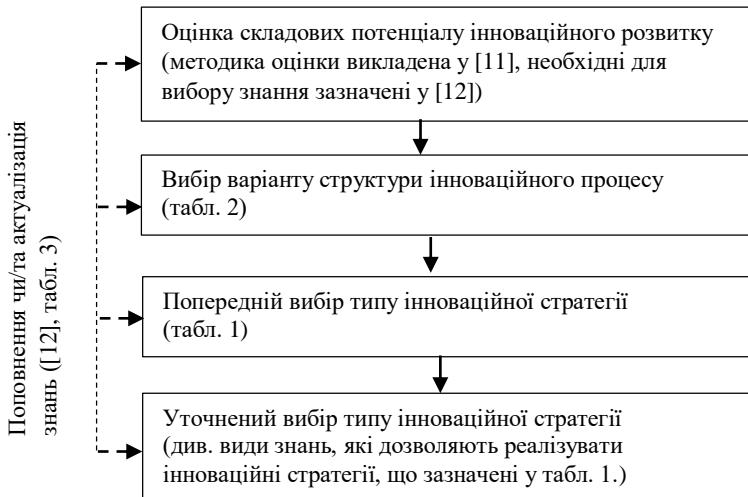 Оцінка складових потенціалу інноваційного розвитку
(методика оцінки викладена у [11], необхідні для
вибору знання зазначені у [12])
Вибір варіанту структури інноваційного процесу
(табл. 2)
Попередній вибір типу інноваційної стратегії
(табл. 1)
Уточнений вибір типу інноваційної стратегії
(див. види знань, які дозволяють реалізувати
інноваційні стратегії, що зазначені у табл. 1.)
Поповнення чи/та актуалізація
знань ([12], табл. 3)